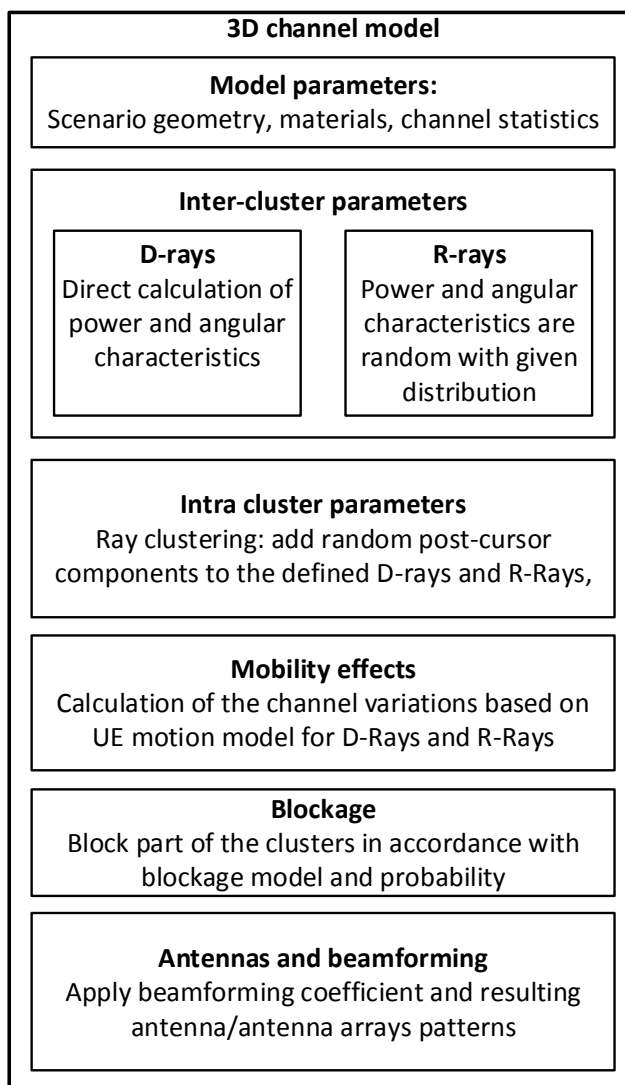 3D channel model
Model parameters:
Scenario geometry, materials, channel statistics
Inter-cluster parameters
D-rays
Direct calculation of
power and angular
characteristics
R-rays
Power and angular
characteristics are
random with given
distribution
Intra cluster parameters
Ray clustering: add random post-cursor
components to the defined D-rays and R-Rays,
Mobility effects
Calculation of the channel variations based on
UE motion model for D-Rays and R-Rays
Blockage
Block part of the clusters in accordance with
blockage model and probability
Antennas and beamforming
Apply beamforming coefficient and resulting
antenna/antenna arrays patterns